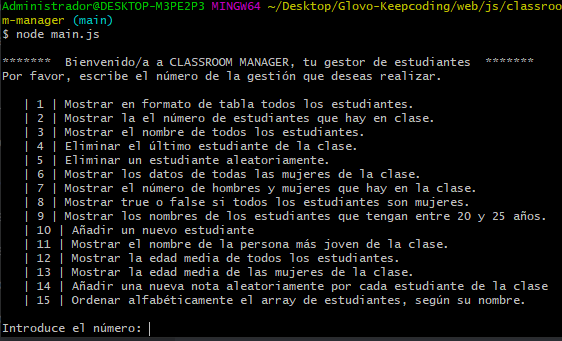 Administrador@DESKTOP-M3PE2P3 MINGW64 ~/Desktop/Glovo-Keepcoding/web/js/classroo
m-manager (main)
$ node main.js
******* Bienvenido/a a CLASSROOM MANAGER, tu gestor de estudiantes *******
Por favor, escribe el número de la gestión que deseas realizar.
| 1 | Mostrar en formato de tabla todos los estudiantes.
| 2 | Mostrar la el número de estudiantes que hay en clase.
| 3 | Mostrar el nombre de todos los estudiantes.
| 4 | Eliminar el último estudiante de la clase.
| 5 | Eliminar un estudiante aleatoriamente.
| 6 | Mostrar los datos de todas las mujeres de la clase.
| 7 | Mostrar el número de hombres y mujeres que hay en la clase.
| 8 | Mostrar true o false si todos los estudiantes son mujeres.
| 9 | Mostrar los nombres de los estudiantes que tengan entre 20 y 25 años.
| 10 | Añadir un nuevo estudiante
| 11 | Mostrar el nombre de la persona más joven de la clase.
| 12 | Mostrar la edad media de todos los estudiantes.
| 13 | Mostrar la edad media de las mujeres de la clase.
| 14 | Añadir una nueva nota aleatoriamente por cada estudiante de la clase
| 15 | Ordenar alfabéticamente el array de estudiantes, según su nombre.
Introduce el número: